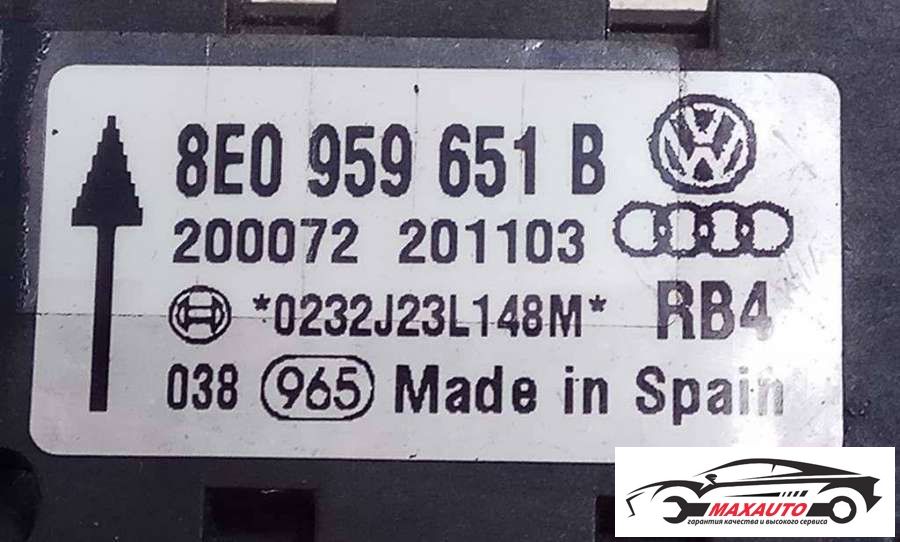 8E0 959 651 B
200072 201103
*0232J23L148M* RB4
038 965 Made in Spain
MAXAUTO
гарантия качества и высокого сервиса